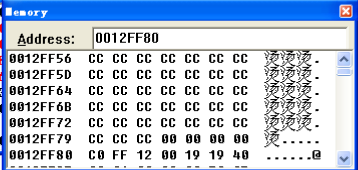 Memory
Address: 0012FF80
0012FF56 CC CC CC CC CC CC CC 烫烫烫.
0012FF5D CC CC CC CC CC CC CC 烫烫烫.
0012FF64 CC CC CC CC CC CC CC 烫烫烫.
0012FF6B CC CC CC CC CC CC CC 烫烫烫.
0012FF72 CC CC CC CC CC CC CC 烫烫烫.
0012FF79 CC CC CC 00 00 00 00 烫.....
0012FF80 C0 FF 12 00 19 19 40 ......@